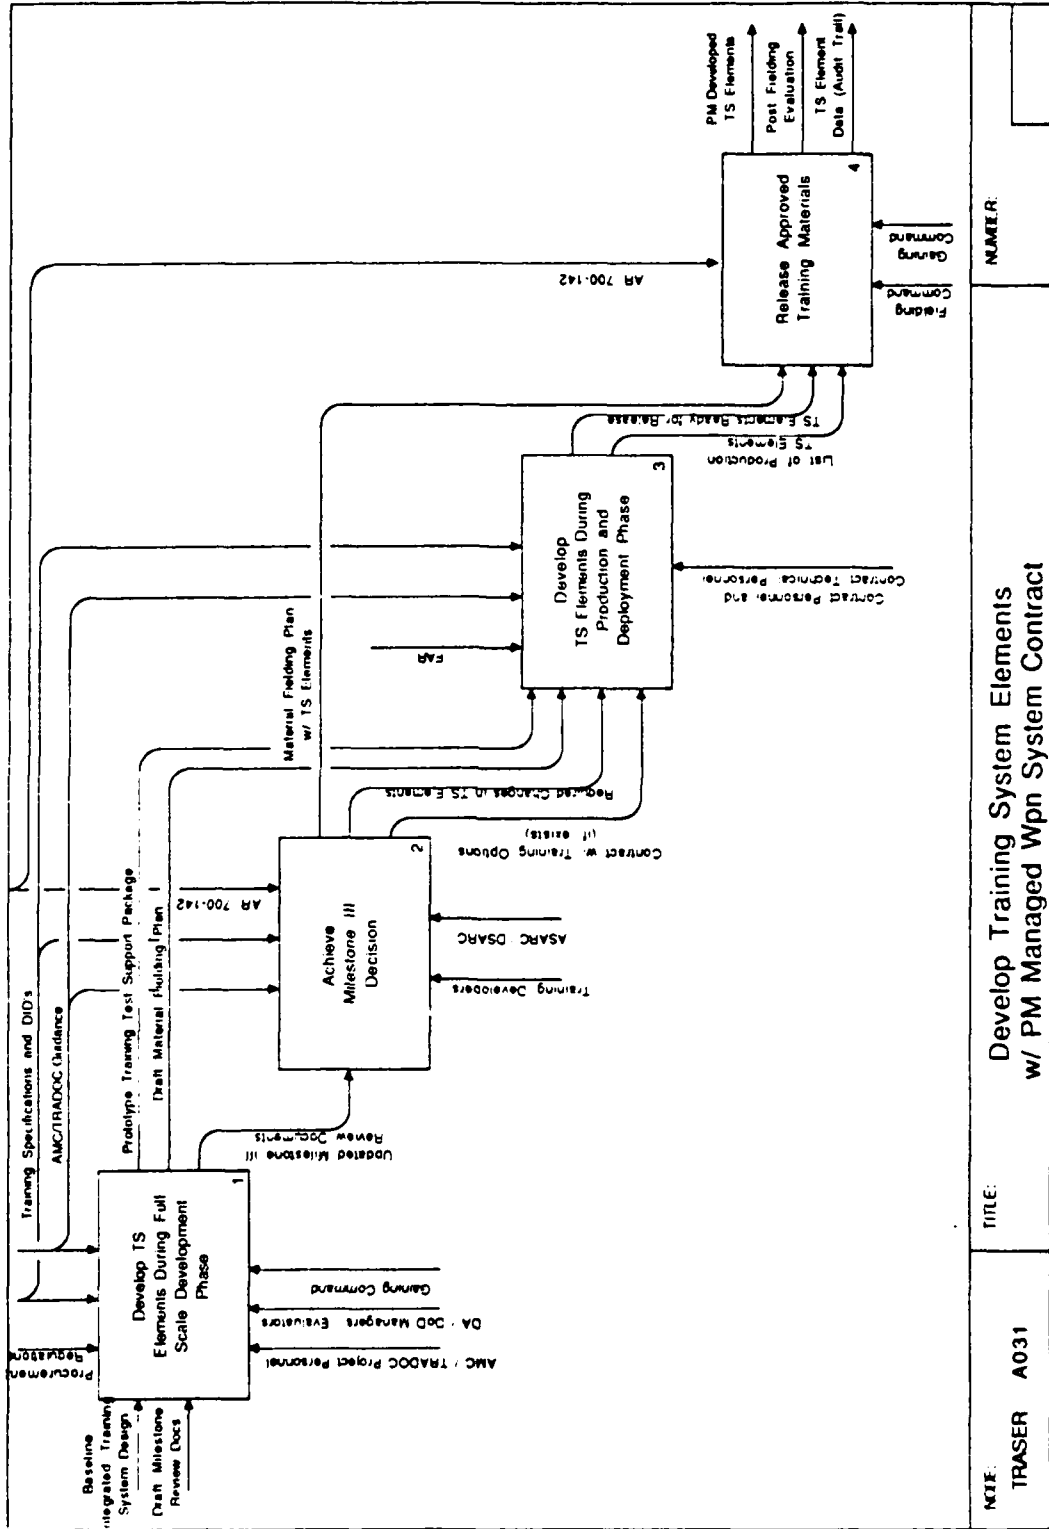 Training Specifications and DID's
AMC/TRADOC Guidance
Procurement
Regulations
Baseline
Integrated Training
System Design
Draft Milestone
Review Docs
Develop TS
Elements During Full
Scale Development
Phase
1
AMC / TRADOC Project Personnel
DA / DoD Managers Evaluators
Gaining Command
Prototype Training Test Support Package
Draft Material Fielding Plan
Updated Milestone III
Review Documents
AR 700-142
Achieve
Milestone III
Decision
2
Training Developers
ASARC / DSARC
Material Fielding Plan
w/ TS Elements
Required Changes in TS Elements
Contract w. Training Options
(if exists)
FAR
Develop
TS Elements During
Production and
Deployment Phase
3
Contract Personnel and
Contract Technical Personnel
TS Elements Ready for Release
List of Production
TS Elements
AR 700-142
Release Approved
Training Materials
4
Fielding
Command
Gaining
Command
PM Developed
TS Elements
Post Fielding
Evaluation
TS Element
Data (Audit Trail)
NODE:
TRASER A031
TITLE:
Develop Training System Elements
w/ PM Managed Wpn System Contract
NUMBER: